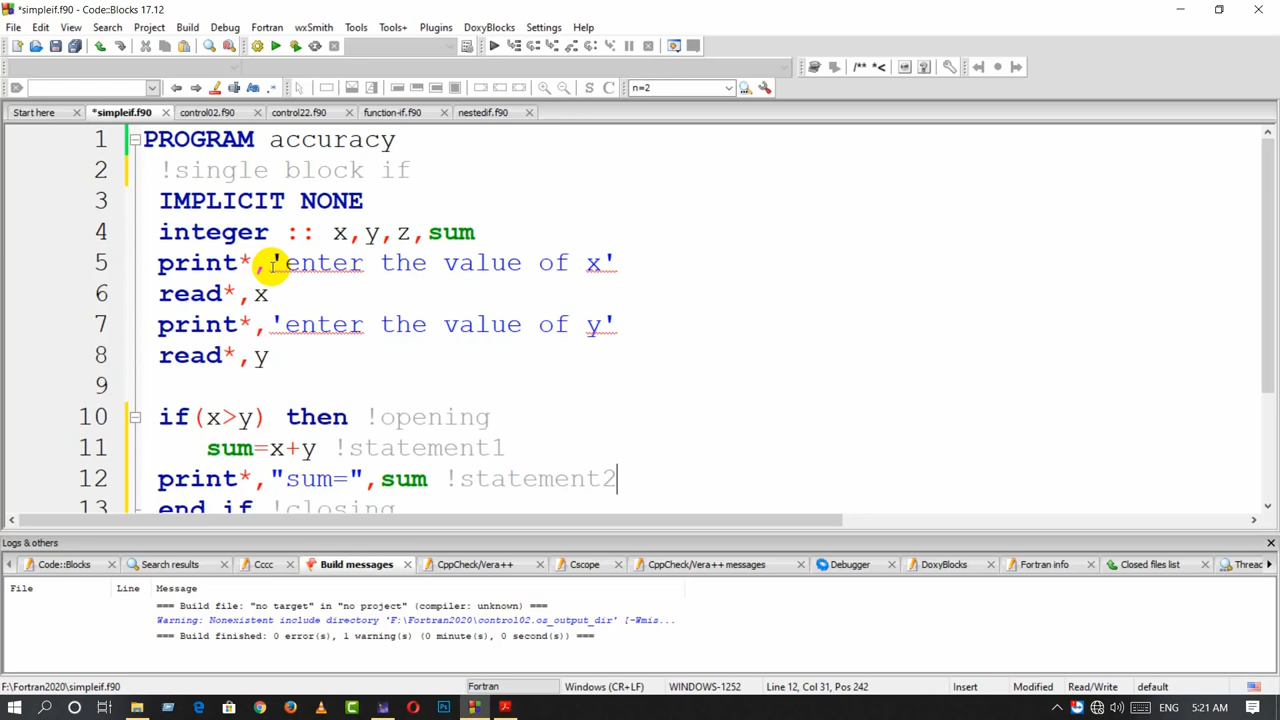 *simpleif.f90 - Code::Blocks 17.12
File Edit View Search Project Build Debug Fortran wxSmith Tools Tools+ Plugins DoxyBlocks Settings Help
/** *<
S C n=2
Start here *simpleif.f90 control02.f90 control22.f90 function-if.f90 nestedif.f90
1 PROGRAM accuracy
2 !single block if
3 IMPLICIT NONE
4 integer :: x,y,z,sum
5 print*,'enter the value of x'
6 read*,x
7 print*,'enter the value of y'
8 read*,y
9
10 if(x>y) then !opening
11 sum=x+y !statement1
12 print*,"sum=",sum !statement2
13 end if !closing
Logs & others
Code::Blocks Search results Cccc Build messages CppCheck/Vera++ Cscope CppCheck/Vera++ messages Debugger DoxyBlocks Fortran info Closed files list Threa
File Line Message
=== Build file: "no target" in "no project" (compiler: unknown) ===
Warning: Nonexistent include directory 'F:\Fortran2020\control02.os_output_dir' [-Wmis...
=== Build finished: 0 error(s), 1 warning(s) (0 minute(s), 0 second(s)) ===
F:\Fortran2020\simpleif.f90 Fortran Windows (CR+LF) WINDOWS-1252 Line 12, Col 31, Pos 242 Insert Modified Read/Write default
ENG 5:21 AM